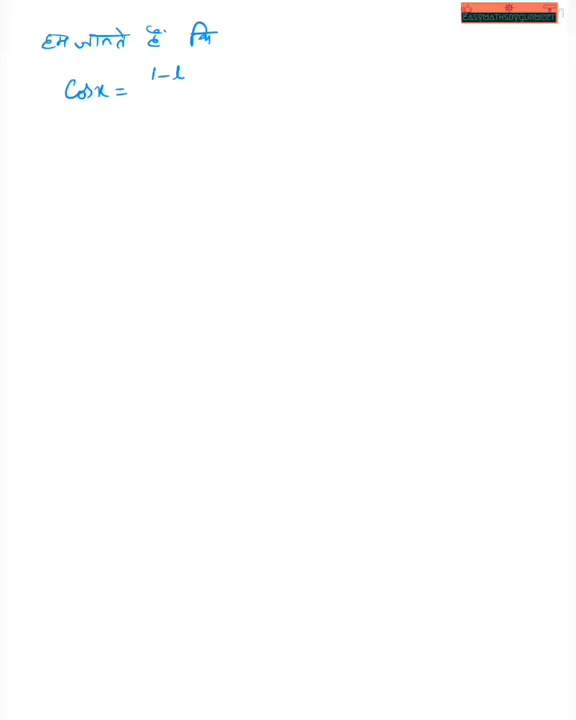 EASYMATHSBYGURMEET
हम जानते हैं कि
Cosx =
1-t